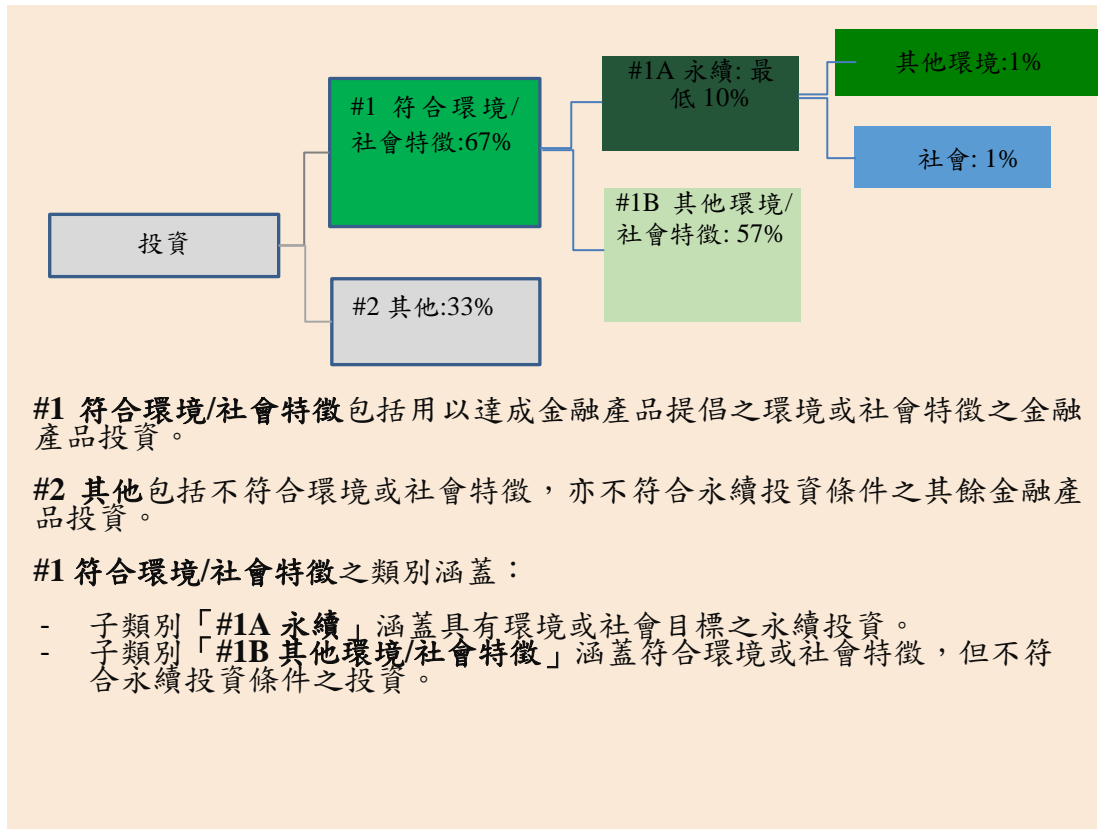 #1A 永續: 最
低 10%
其他環境:1%
#1 符合環境/
社會特徵:67%
社會: 1%
#1B 其他環境/
社會特徵: 57%
投資
#2 其他:33%
#1 符合環境/社會特徵包括用以達成金融產品提倡之環境或社會特徵之金融
產品投資。
#2 其他包括不符合環境或社會特徵，亦不符合永續投資條件之其餘金融產
品投資。
#1 符合環境/社會特徵之類別涵蓋：
- 子類別「#1A 永續」涵蓋具有環境或社會目標之永續投資。
- 子類別「#1B 其他環境/社會特徵」涵蓋符合環境或社會特徵，但不符
合永續投資條件之投資。